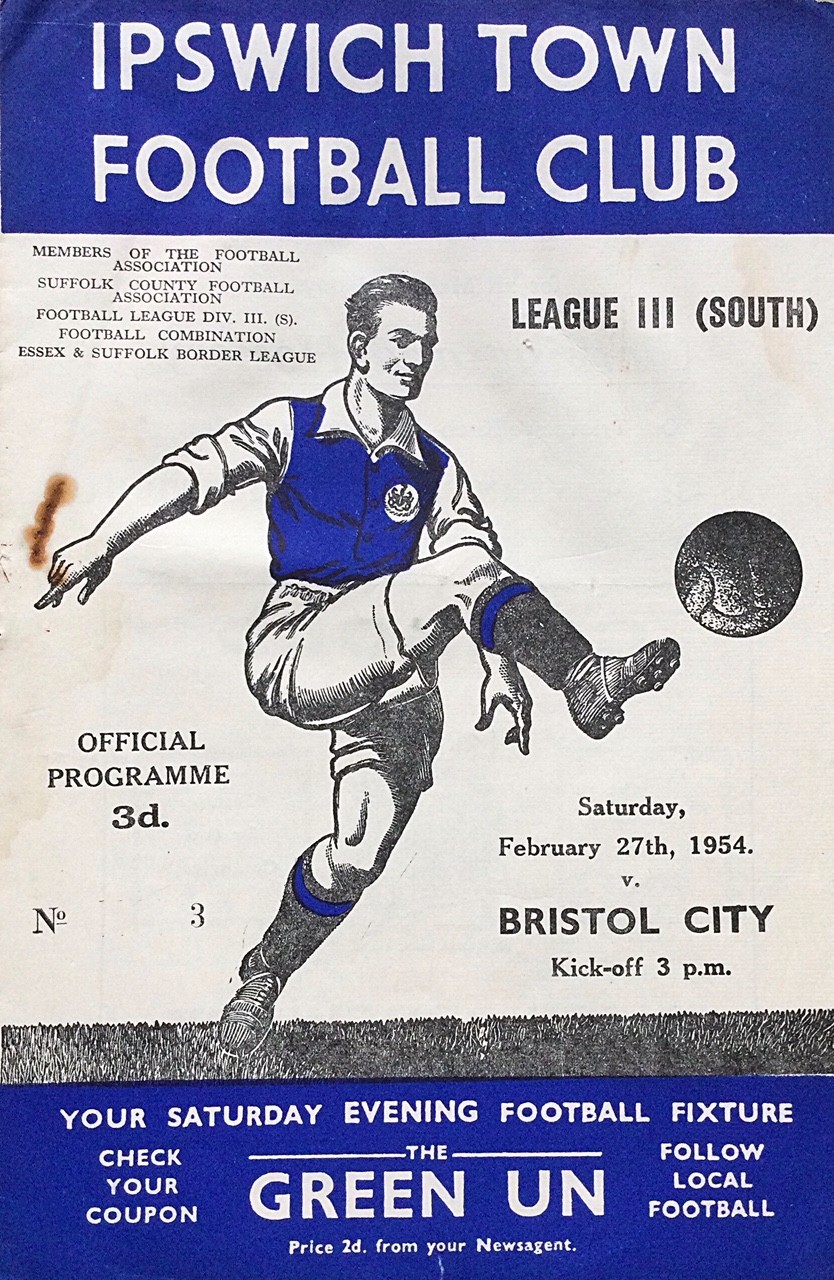 IPSWICH TOWN
FOOTBALL CLUB
MEMBERS OF THE FOOTBALL
ASSOCIATION
SUFFOLK COUNTY FOOTBALL
ASSOCIATION
FOOTBALL LEAGUE DIV. III. (S).
FOOTBALL COMBINATION
ESSEX & SUFFOLK BORDER LEAGUE
LEAGUE III (SOUTH)
OFFICIAL
PROGRAMME
3d.
Nº 3
Saturday,
February 27th, 1954.
v.
BRISTOL CITY
Kick-off 3 p.m.
YOUR SATURDAY EVENING FOOTBALL FIXTURE
CHECK
YOUR
COUPON
THE
GREEN UN
Price 2d. from your Newsagent.
FOLLOW
LOCAL
FOOTBALL